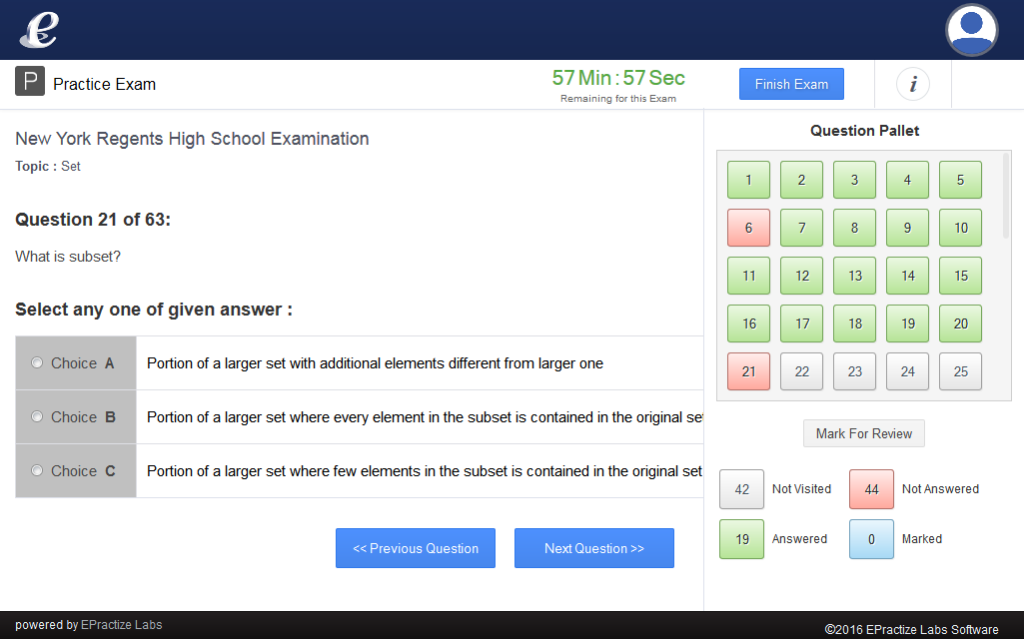 e
P Practice Exam
57 Min : 57 Sec
Remaining for this Exam
Finish Exam
i
New York Regents High School Examination
Topic : Set
Question 21 of 63:
What is subset?
Select any one of given answer :
Choice A Portion of a larger set with additional elements different from larger one
Choice B Portion of a larger set where every element in the subset is contained in the original set
Choice C Portion of a larger set where few elements in the subset is contained in the original set
<< Previous Question Next Question >>
Question Pallet
1 2 3 4 5
6 7 8 9 10
11 12 13 14 15
16 17 18 19 20
21 22 23 24 25
Mark For Review
42 Not Visited 44 Not Answered
19 Answered 0 Marked
powered by EPractize Labs
©2016 EPractize Labs Software